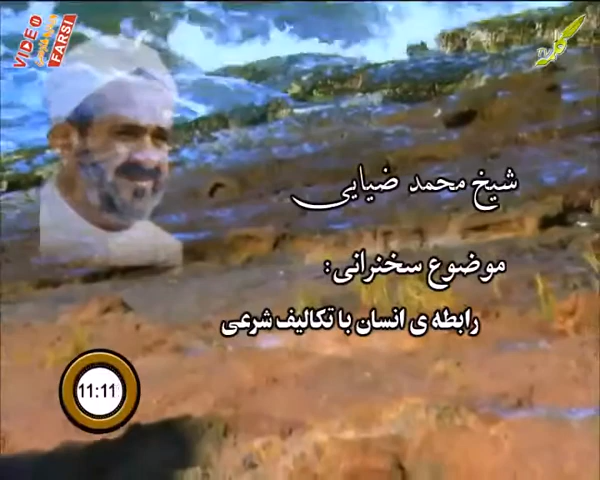 VIDEO
FARSI
شیخ محمد ضیایی
موضوع سخنرانی:
رابطه ی انسان با تکالیف شرعی
11:11